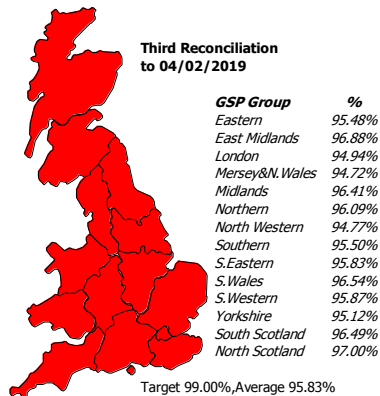 Third Reconciliation
to 04/02/2019
GSP Group %
Eastern 95.48%
East Midlands 96.88%
London 94.94%
Mersey&N.Wales 94.72%
Midlands 96.41%
Northern 96.09%
North Western 94.77%
Southern 95.50%
S.Eastern 95.83%
S.Wales 96.54%
S.Western 95.87%
Yorkshire 95.12%
South Scotland 96.49%
North Scotland 97.00%
Target 99.00%,Average 95.83%